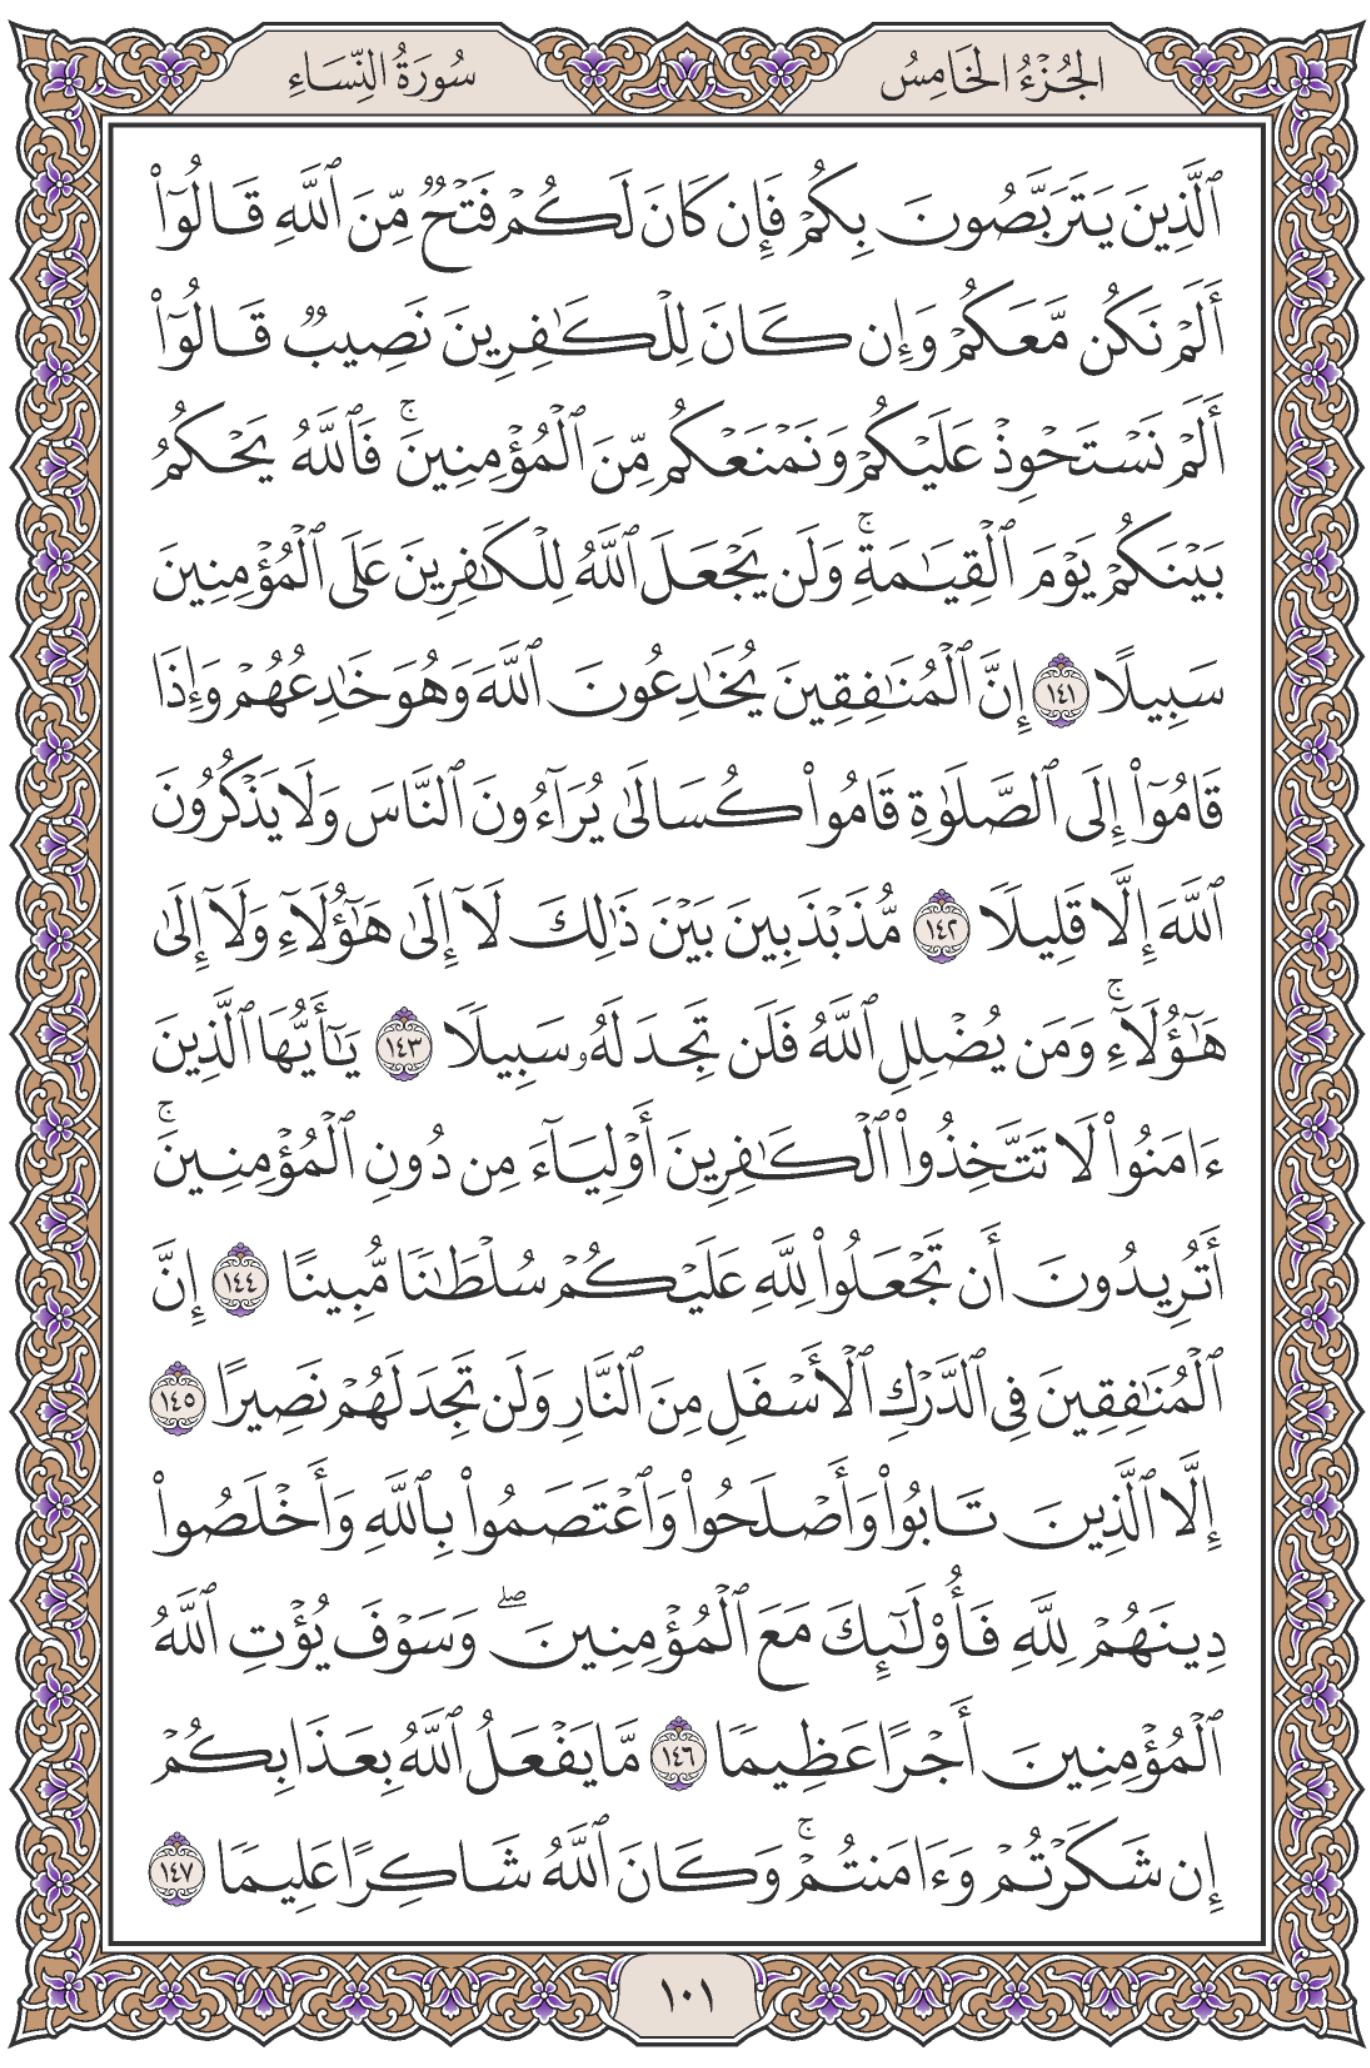 الجُزْءُ الخَامِسُ
سُورَةُ النِّسَاءِ
ٱلَّذِينَ يَتَرَبَّصُونَ بِكُمْ فَإِن كَانَ لَكُمْ فَتْحٌ مِّنَ ٱللَّهِ قَالُوٓا۟
أَلَمْ نَكُن مَّعَكُمْ وَإِن كَانَ لِلْكَٰفِرِينَ نَصِيبٌ قَالُوٓا۟
أَلَمْ نَسْتَحْوِذْ عَلَيْكُمْ وَنَمْنَعْكُم مِّنَ ٱلْمُؤْمِنِينَ ۚ فَٱللَّهُ يَحْكُمُ
بَيْنَكُمْ يَوْمَ ٱلْقِيَٰمَةِ ۚ وَلَن يَجْعَلَ ٱللَّهُ لِلْكَٰفِرِينَ عَلَى ٱلْمُؤْمِنِينَ
سَبِيلًا ١٤١ إِنَّ ٱلْمُنَٰفِقِينَ يُخَٰدِعُونَ ٱللَّهَ وَهُوَ خَٰدِعُهُمْ وَإِذَا
قَامُوٓا۟ إِلَى ٱلصَّلَوٰةِ قَامُوا۟ كُسَالَىٰ يُرَآءُونَ ٱلنَّاسَ وَلَا يَذْكُرُونَ
ٱللَّهَ إِلَّا قَلِيلًا ١٤٢ مُّذَبْذَبِينَ بَيْنَ ذَٰلِكَ لَآ إِلَىٰ هَٰٓؤُلَآءِ وَلَآ إِلَىٰ
هَٰٓؤُلَآءِ ۚ وَمَن يُضْلِلِ ٱللَّهُ فَلَن تَجِدَ لَهُۥ سَبِيلًا ١٤٣ يَٰٓأَيُّهَا ٱلَّذِينَ
ءَامَنُوا۟ لَا تَتَّخِذُوا۟ ٱلْكَٰفِرِينَ أَوْلِيَآءَ مِن دُونِ ٱلْمُؤْمِنِينَ ۚ
أَتُرِيدُونَ أَن تَجْعَلُوا۟ لِلَّهِ عَلَيْكُمْ سُلْطَٰنًا مُّبِينًا ١٤٤ إِنَّ
ٱلْمُنَٰفِقِينَ فِى ٱلدَّرْكِ ٱلْأَسْفَلِ مِنَ ٱلنَّارِ وَلَن تَجِدَ لَهُمْ نَصِيرًا ١٤٥
إِلَّا ٱلَّذِينَ تَابُوا۟ وَأَصْلَحُوا۟ وَٱعْتَصَمُوا۟ بِٱللَّهِ وَأَخْلَصُوا۟
دِينَهُمْ لِلَّهِ فَأُو۟لَٰٓئِكَ مَعَ ٱلْمُؤْمِنِينَ ۖ وَسَوْفَ يُؤْتِ ٱللَّهُ
ٱلْمُؤْمِنِينَ أَجْرًا عَظِيمًا ١٤٦ مَّا يَفْعَلُ ٱللَّهُ بِعَذَابِكُمْ
إِن شَكَرْتُمْ وَءَامَنتُمْ ۚ وَكَانَ ٱللَّهُ شَاكِرًا عَلِيمًا ١٤٧
١٠١